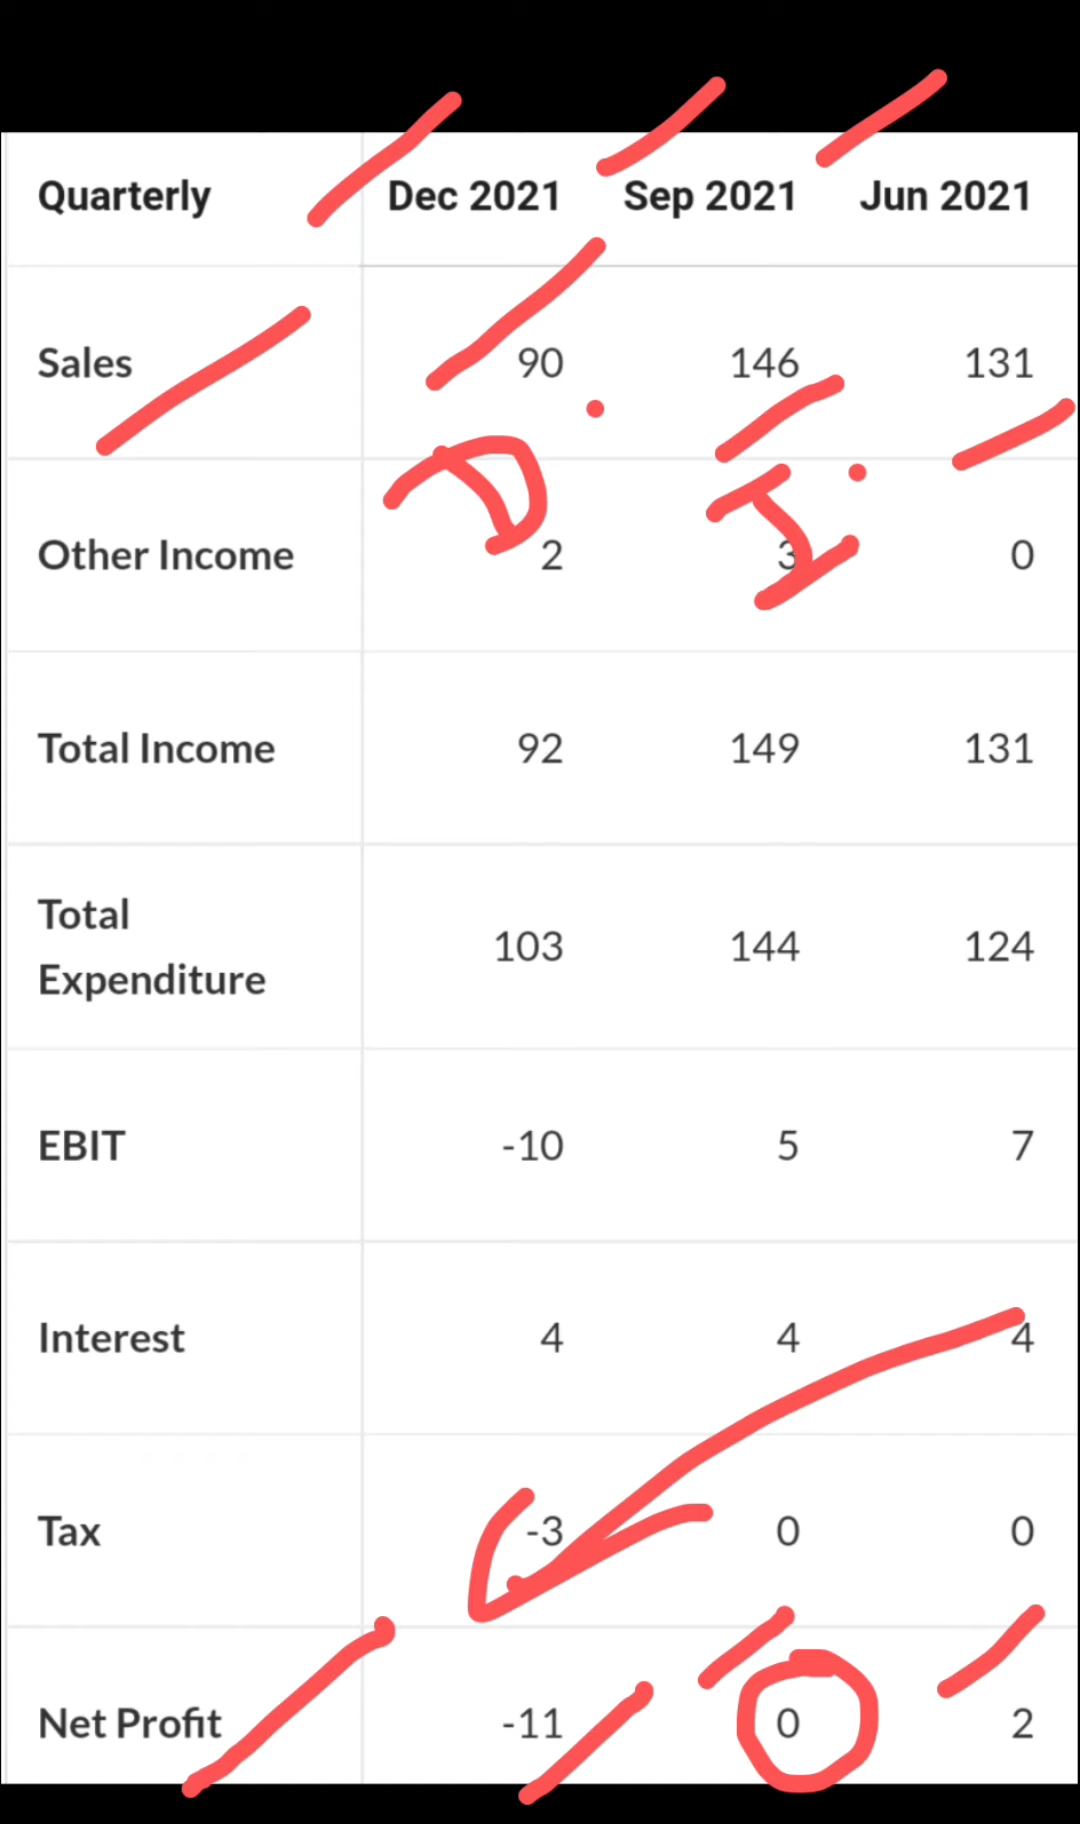 Quarterly Dec 2021 Sep 2021 Jun 2021
Sales 90 146 131
Other Income 2 3 0
Total Income 92 149 131
Total
Expenditure 103 144 124
EBIT -10 5 7
Interest 4 4 4
Tax -3 0 0
Net Profit -11 0 2